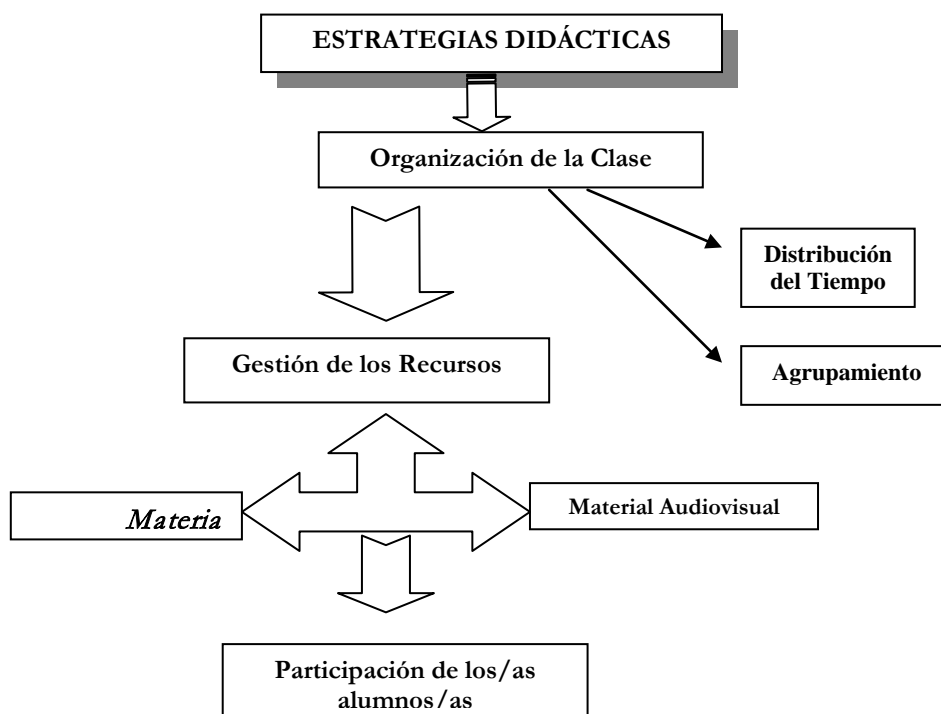 ESTRATEGIAS DIDÁCTICAS
Organización de la Clase
Distribución
del Tiempo
Gestión de los Recursos
Agrupamiento
Materia
Material Audiovisual
Participación de los/as
alumnos/as